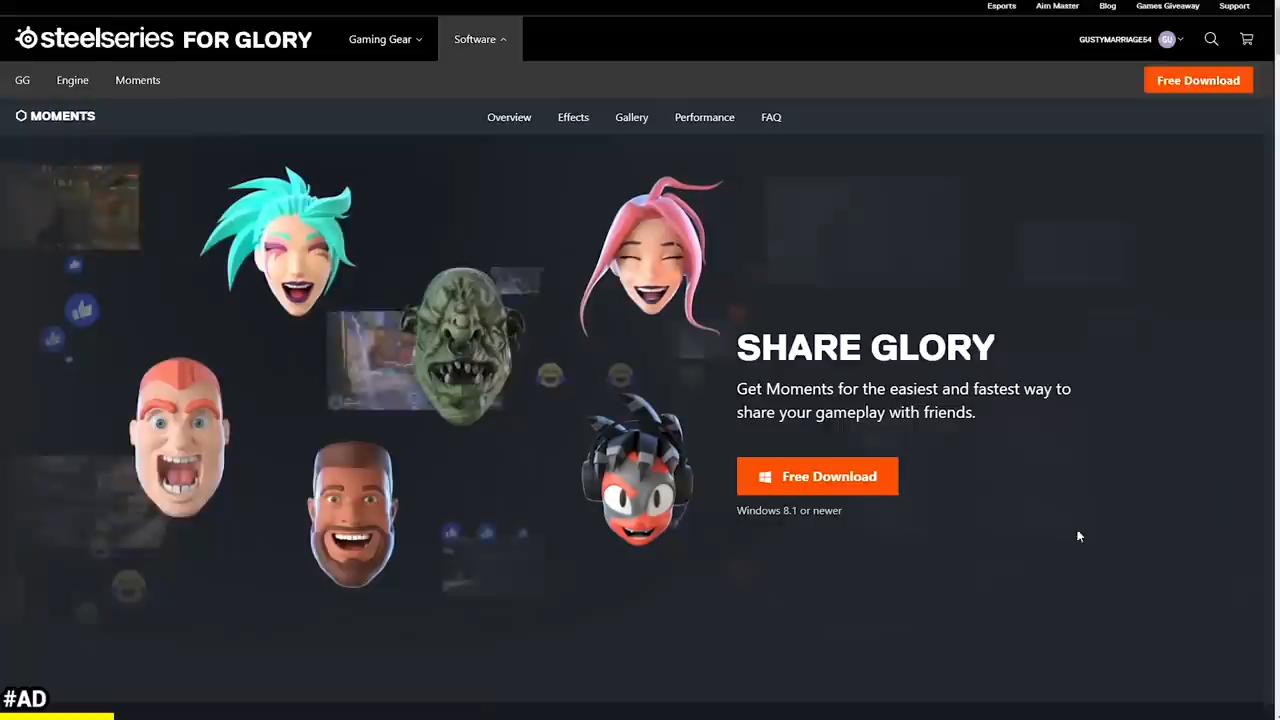 Esports Aim Master Blog Games Giveaway Support
steelseries FOR GLORY Gaming Gear Software GUSTYMARRIAGE54 GU
GG Engine Moments Free Download
MOMENTS Overview Effects Gallery Performance FAQ
SHARE GLORY
Get Moments for the easiest and fastest way to
share your gameplay with friends.
Free Download
Windows 8.1 or newer
#AD